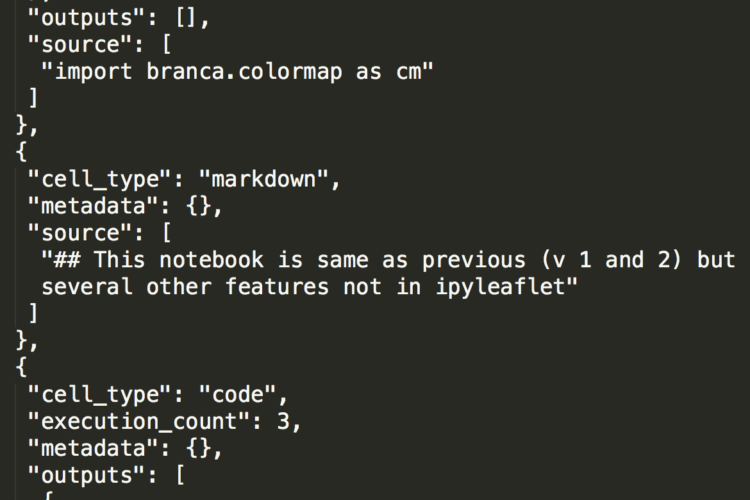 "outputs": [],
"source": [
"import branca.colormap as cm"
]
},
{
"cell_type": "markdown",
"metadata": {},
"source": [
"## This notebook is same as previous (v 1 and 2) but
several other features not in ipyleaflet"
]
},
{
"cell_type": "code",
"execution_count": 3,
"metadata": {},
"outputs": [
{